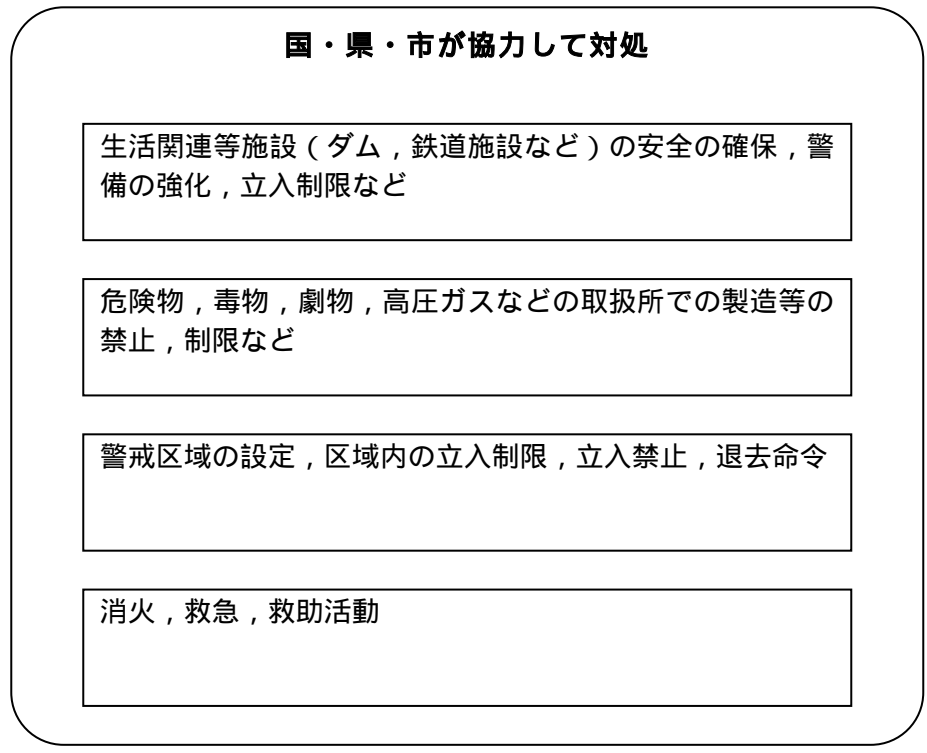 国・県・市が協力して対処
生活関連等施設(ダム,鉄道施設など)の安全の確保,警
備の強化,立入制限など
危険物,毒物,劇物,高圧ガスなどの取扱所での製造等の
禁止,制限など
警戒区域の設定,区域内の立入制限,立入禁止,退去命令
消火,救急,救助活動